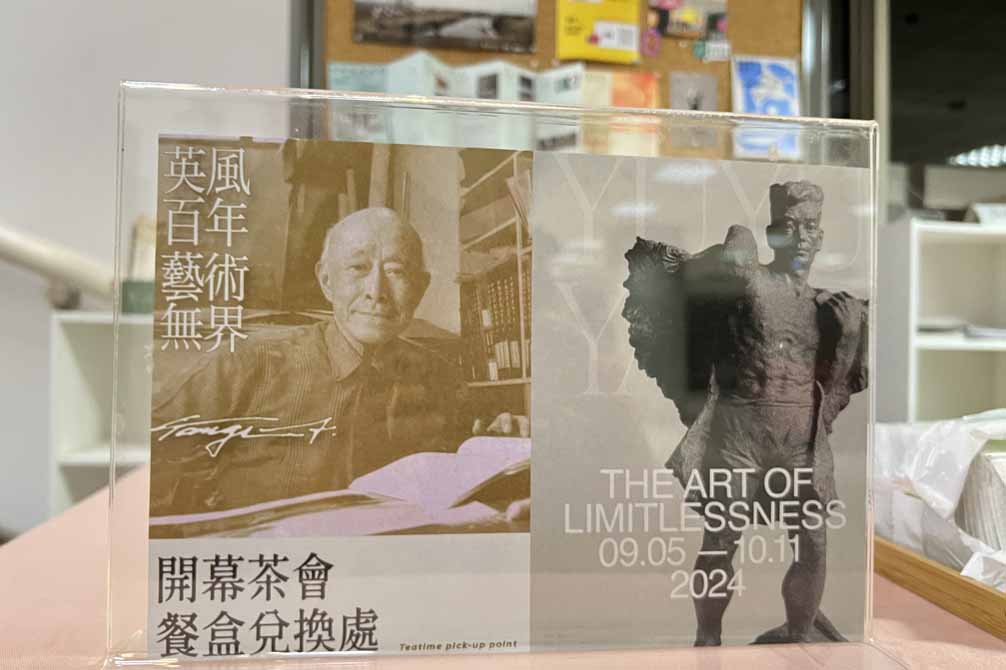 英風
百年
藝術
無界
YUYU
THE ART OF
LIMITLESSNESS
09.05 — 10.11
2024
開幕茶會
餐盒兌換處
Teatime pick-up point